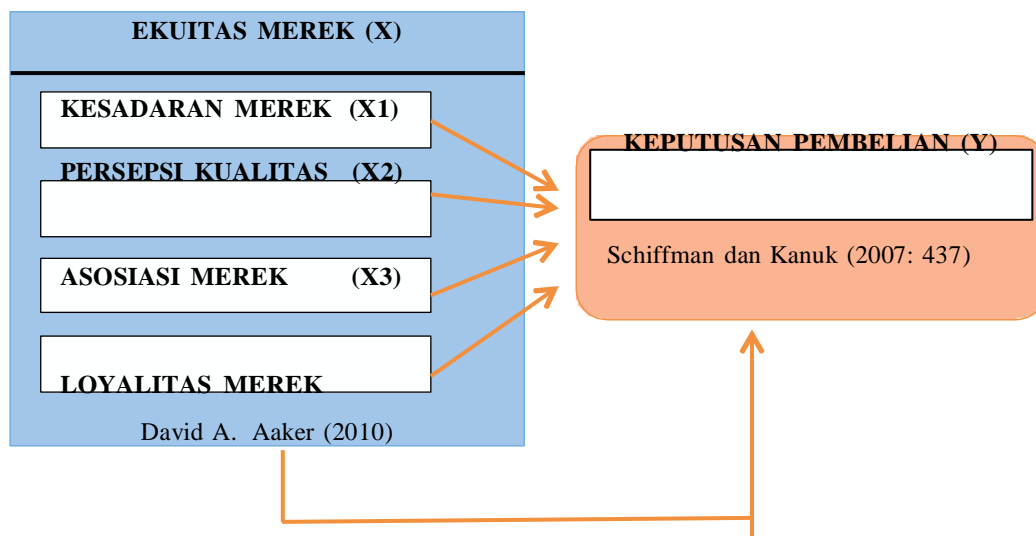 EKUITAS MEREK (X)
KESADARAN MEREK (X1)
PERSEPSI KUALITAS (X2)
ASOSIASI MEREK (X3)
LOYALITAS MEREK
David A. Aaker (2010)
KEPUTUSAN PEMBELIAN (Y)
Schiffman dan Kanuk (2007: 437)